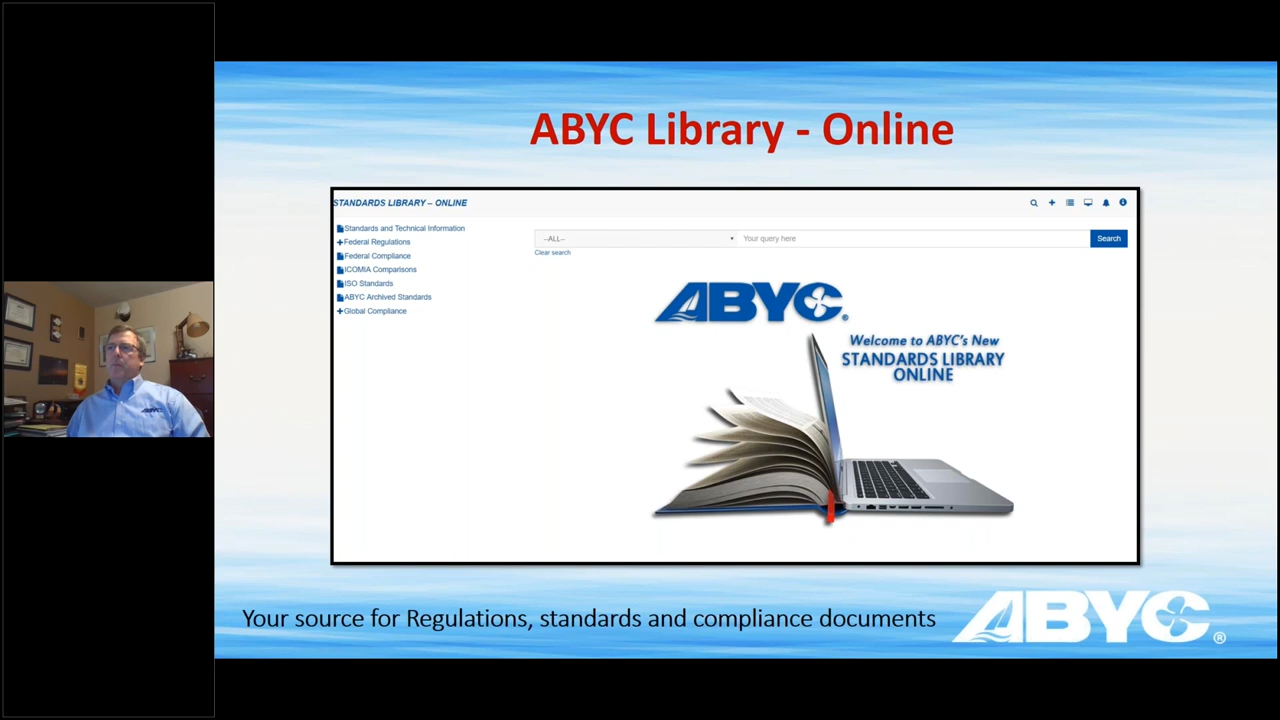 ABYC Library - Online
STANDARDS LIBRARY – ONLINE
Standards and Technical Information
Federal Regulations
Federal Compliance
ICOMIA Comparisons
ISO Standards
ABYC Archived Standards
Global Compliance
--ALL--
Your query here
Search
Clear search
ABYC®
Welcome to ABYC's New
STANDARDS LIBRARY
ONLINE
Your source for Regulations, standards and compliance documents
ABYC®
ABYC